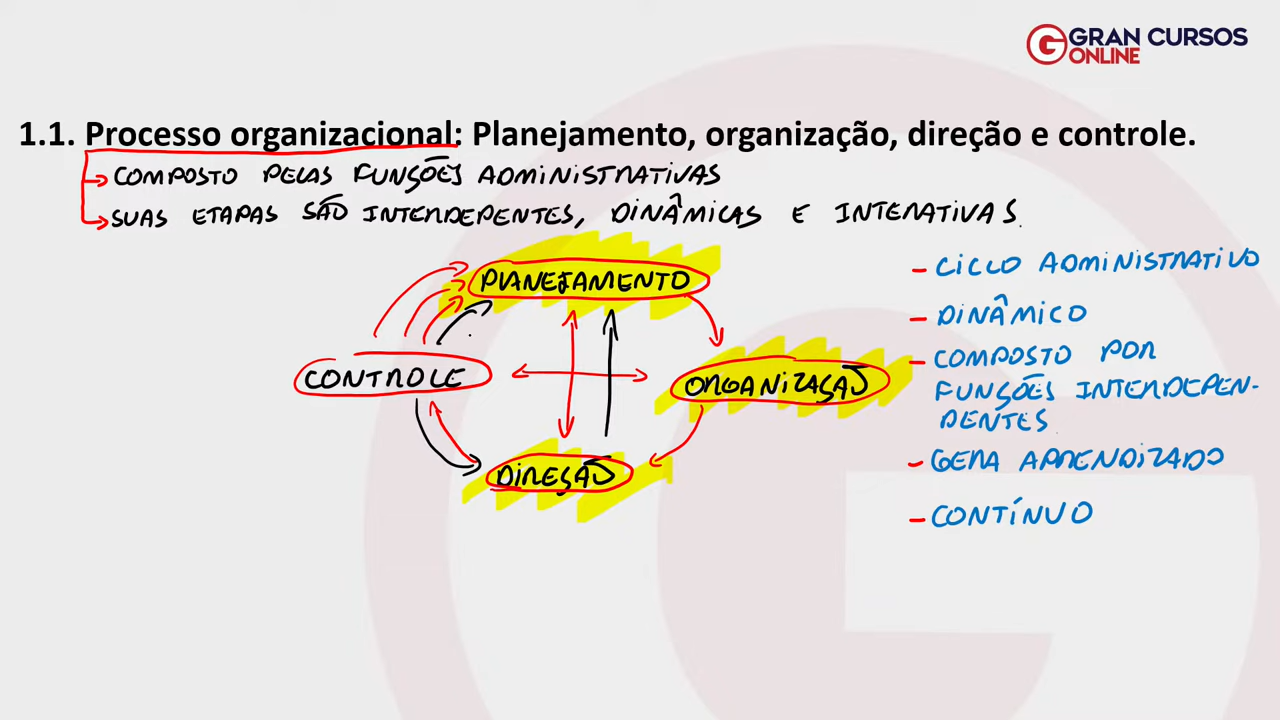 GRAN CURSOS
ONLINE
1.1. Processo organizacional: Planejamento, organização, direção e controle.
COMPOSTO PELAS FUNÇÕES ADMINISTRATIVAS
SUAS ETAPAS SÃO INTERDEPENTES, DINÂMICAS E INTERATIVAS.
PLANEJAMENTO
CONTROLE
ORGANIZAÇÃO
DIREÇÃO
- CICLO ADMINISTRATIVO
- DINÂMICO
- COMPOSTO POR
FUNÇÕES INTERDEPEN-
DENTES
- GERA APRENDIZADO
- CONTÍNUO